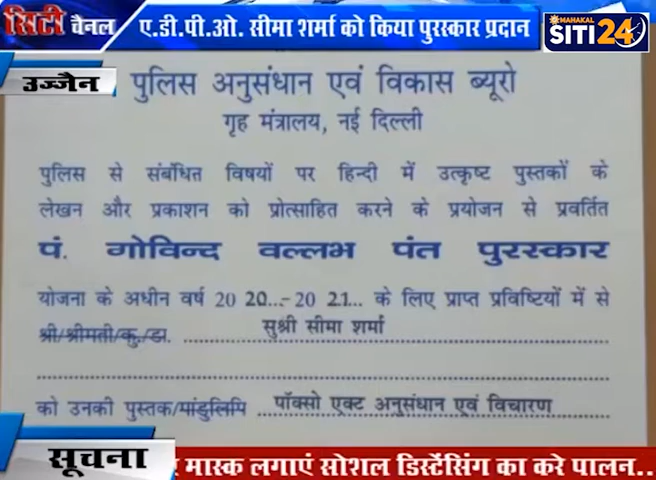 सिटी चैनल
ए.डी.पी.ओ. सीमा शर्मा को किया पुरस्कार प्रदान
MAHAKAL
SITI 24
उज्जैन
पुलिस अनुसंधान एवं विकास ब्यूरो
गृह मंत्रालय, नई दिल्ली
पुलिस से संबंधित विषयों पर हिन्दी में उत्कृष्ट पुस्तकों के
लेखन और प्रकाशन को प्रोत्साहित करने के प्रयोजन से प्रवर्तित
पं. गोविन्द वल्लभ पंत पुरस्कार
योजना के अधीन वर्ष 20 20...-20 21... के लिए प्राप्त प्रविष्टियों में से
श्री/श्रीमती/कु./डा. सुश्री सीमा शर्मा
को उनकी पुस्तक/पांडुलिपि पॉक्सो एक्ट अनुसंधान एवं विचारण
सूचना
मास्क लगाएं सोशल डिस्टेंसिंग का करे पालन..